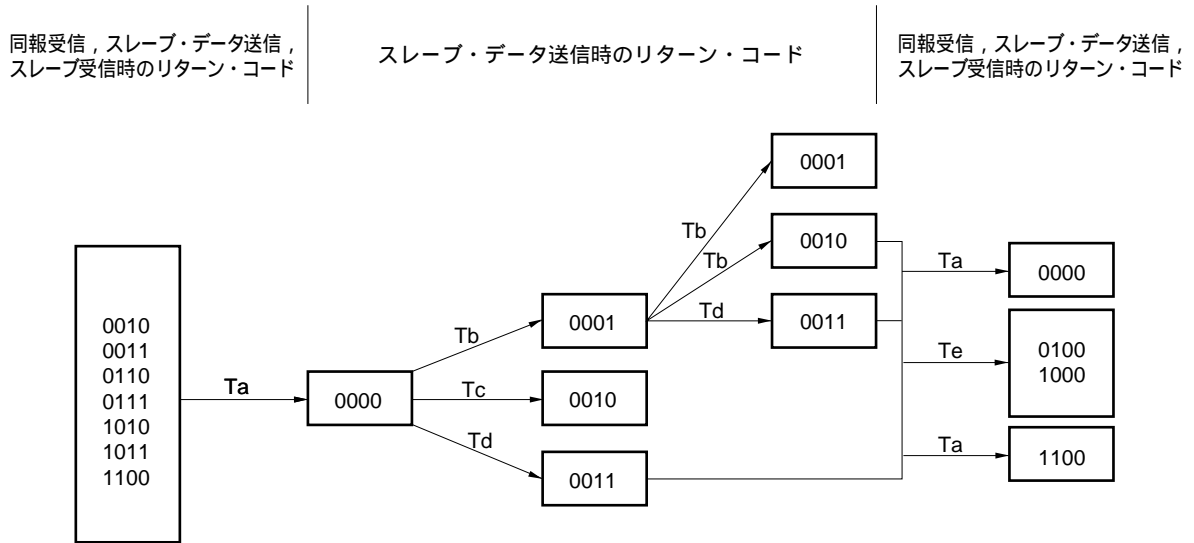 同報受信，スレーブ・データ送信，
スレーブ受信時のリターン・コード
スレーブ・データ送信時のリターン・コード
同報受信，スレーブ・データ送信，
スレーブ受信時のリターン・コード
0010
0011
0110
0111
1010
1011
1100
Ta
0000
Tb
Tc
Td
0001
0010
0011
Tb
Tb
Td
0001
0010
0011
Ta
Te
Ta
0000
0100
1000
1100